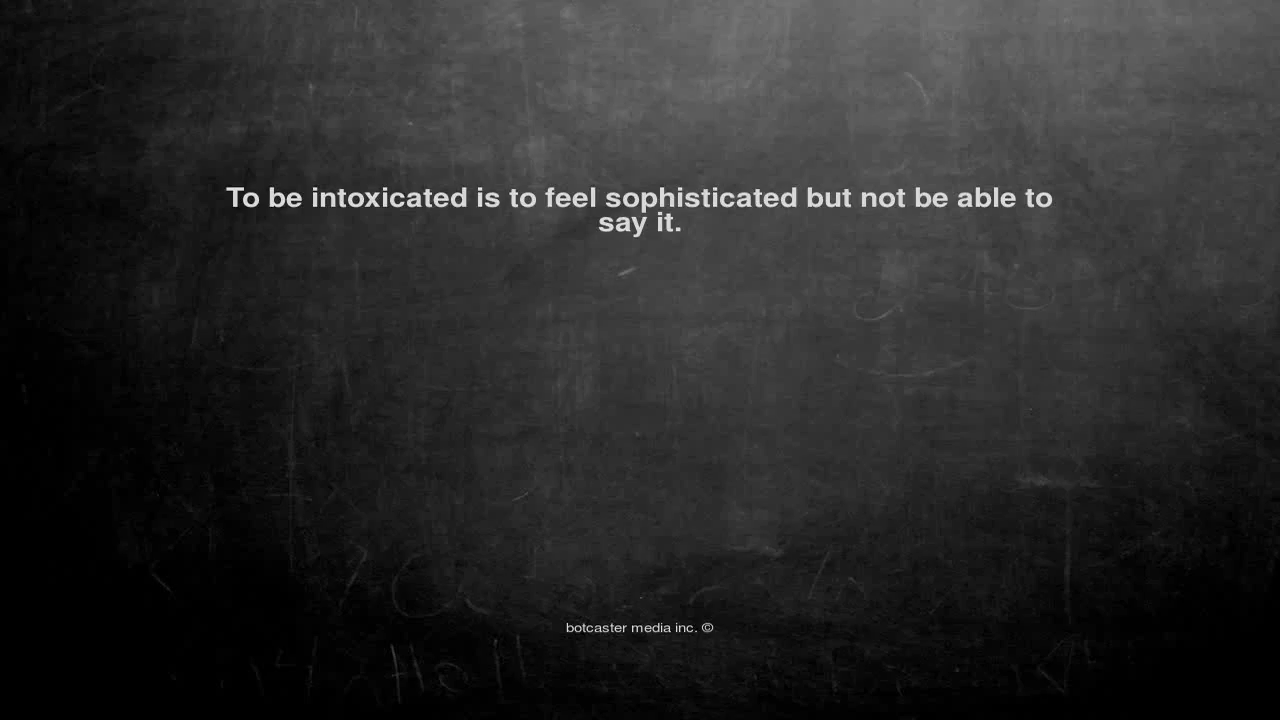 To be intoxicated is to feel sophisticated but not be able to
say it.
botcaster media inc. ©